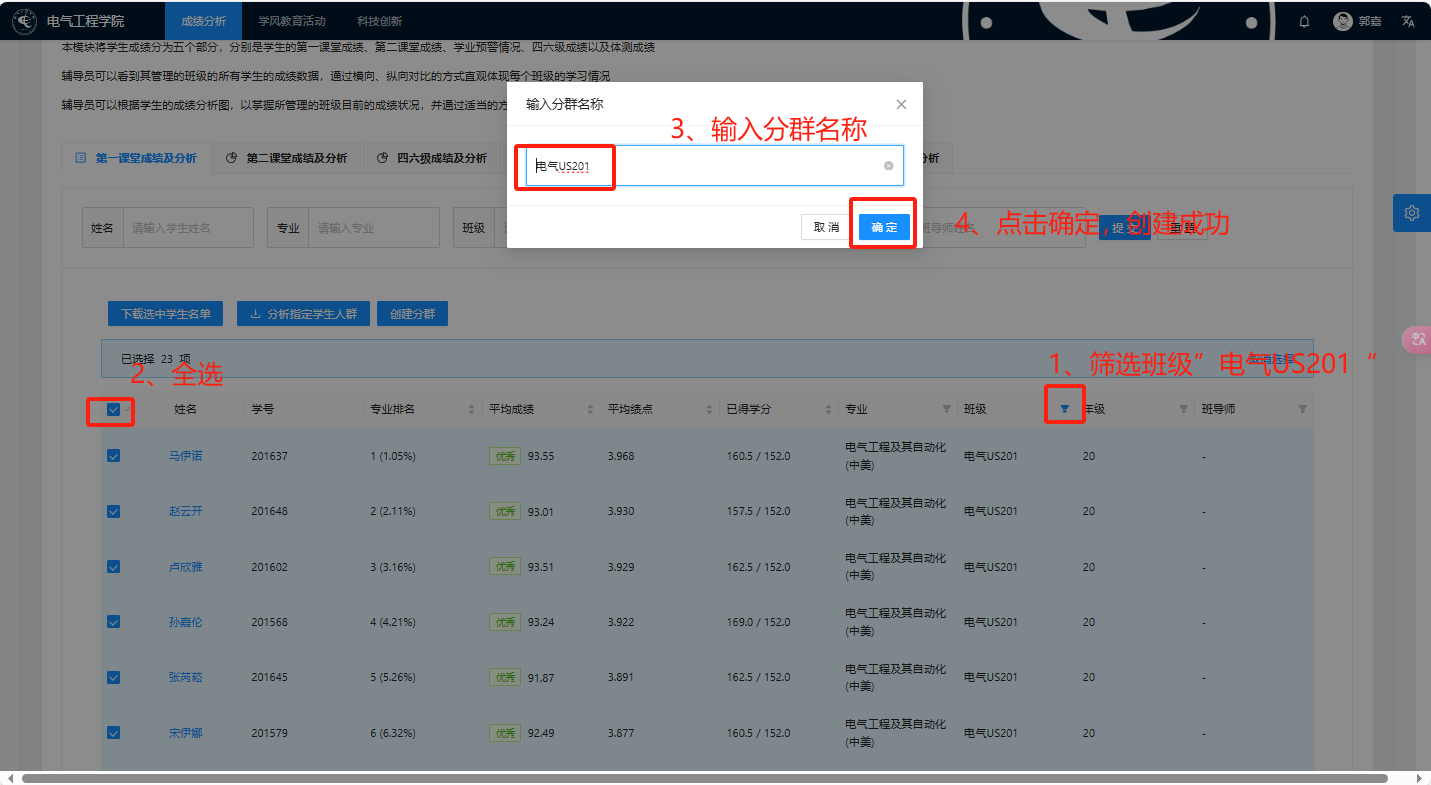 电气工程学院 成绩分析 学风教育活动 科技创新 郭嘉
本模块将学生成绩分为五个部分，分别是学生的第一课堂成绩、第二课堂成绩、学业预警情况、四六级成绩以及体测成绩
辅导员可以看到其管理的班级的所有学生的成绩数据，通过横向、纵向对比的方式直观体现每个班级的学习情况
辅导员可以根据学生的成绩分析图，以掌握所管理的班级目前的成绩状况，并通过适当的方
输入分群名称
3、输入分群名称
电气US201
取 消 确 定
4、点击确定，创建成功
第一课堂成绩及分析 第二课堂成绩及分析 四六级成绩及分析 析
姓名 请输入学生姓名 专业 请输入专业 班级 提
下载选中学生名单 分析指定学生人群 创建分群
已选择 23 项 取消选择
1、筛选班级”电气US201“
2、全选
姓名 学号 专业排名 平均成绩 平均绩点 已得学分 专业 班级 年级 班导师
马伊诺 201637 1 (1.05%) 优秀 93.55 3.968 160.5 / 152.0 电气工程及其自动化(中美) 电气US201 20 -
赵云开 201648 2 (2.11%) 优秀 93.01 3.930 157.5 / 152.0 电气工程及其自动化(中美) 电气US201 20 -
卢欣雅 201602 3 (3.16%) 优秀 93.51 3.929 162.5 / 152.0 电气工程及其自动化(中美) 电气US201 20 -
孙嘉伦 201568 4 (4.21%) 优秀 93.24 3.922 169.0 / 152.0 电气工程及其自动化(中美) 电气US201 20 -
张芮菘 201645 5 (5.26%) 优秀 91.87 3.891 162.5 / 152.0 电气工程及其自动化(中美) 电气US201 20 -
宋伊娜 201579 6 (6.32%) 优秀 92.49 3.877 160.5 / 152.0 电气工程及其自动化(中美) 电气US201 20 -